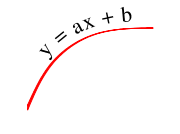 y = ax + b